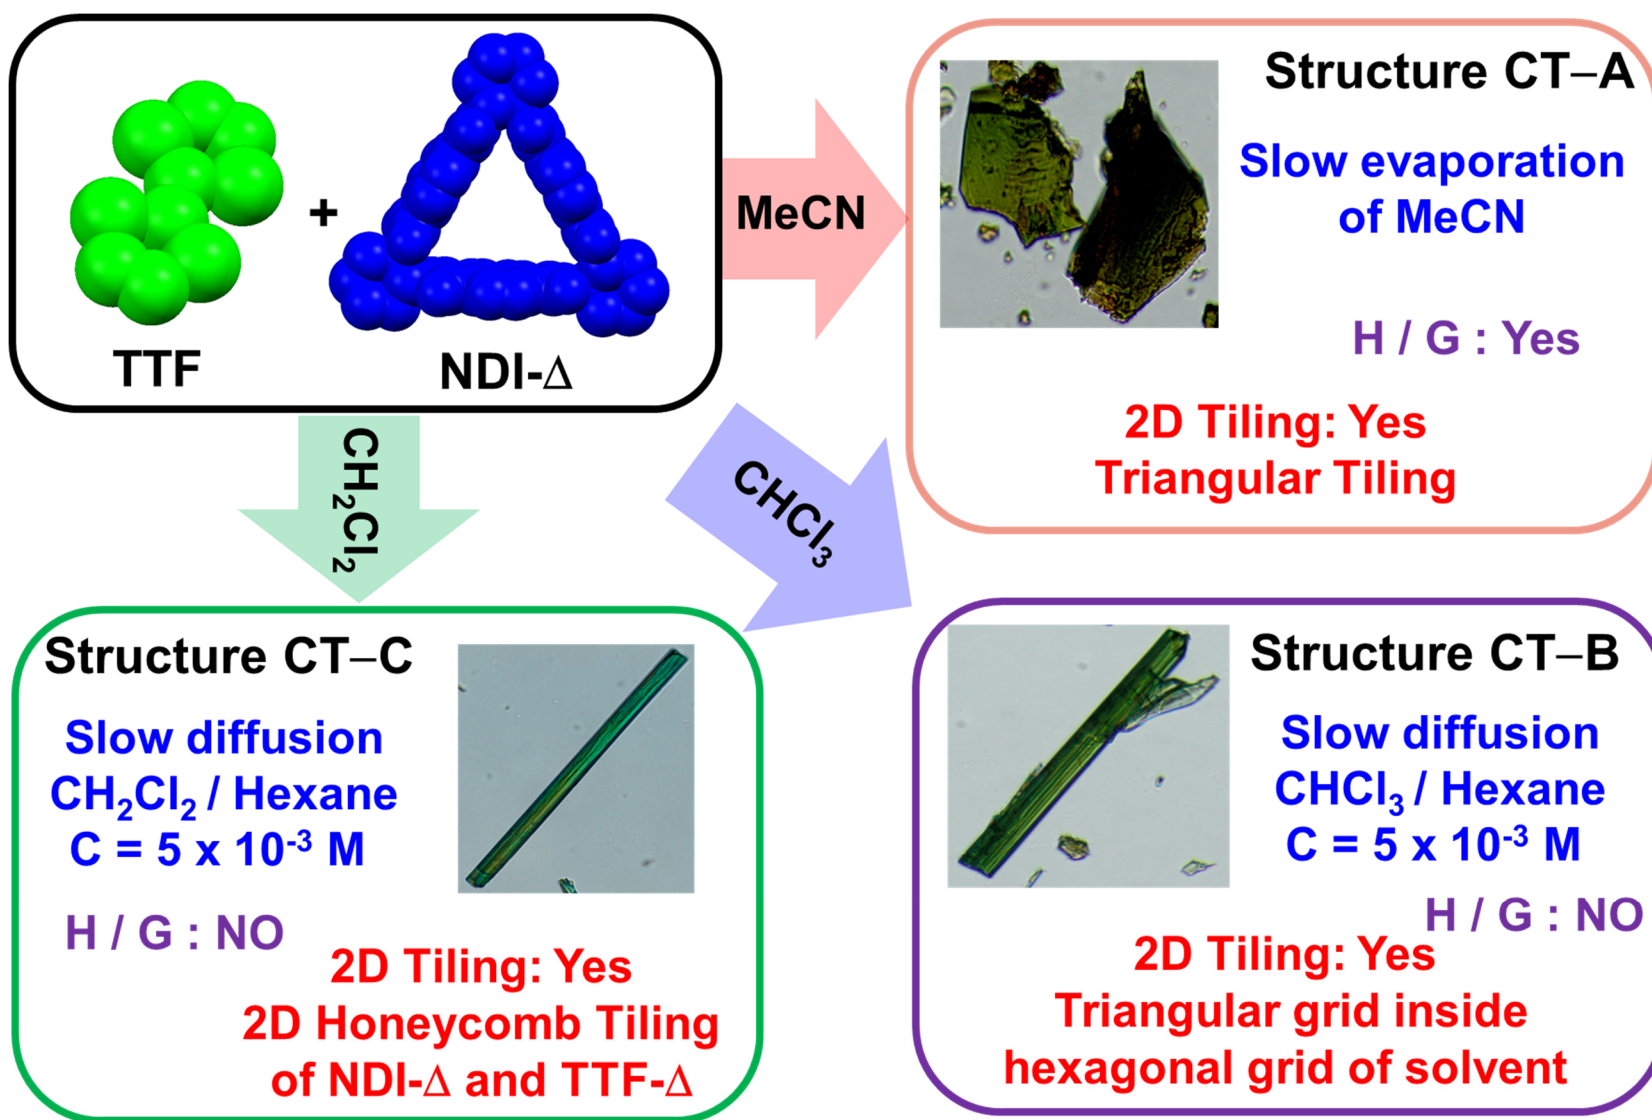 TTF
+
NDI-Δ
MeCN
CH₂Cl₂
CHCl₃
Structure CT–A
Slow evaporation
of MeCN
H / G : Yes
2D Tiling: Yes
Triangular Tiling
Structure CT–C
Slow diffusion
CH₂Cl₂ / Hexane
C = 5 x 10⁻³ M
H / G : NO
2D Tiling: Yes
2D Honeycomb Tiling
of NDI-Δ and TTF-Δ
Structure CT–B
Slow diffusion
CHCl₃ / Hexane
C = 5 x 10⁻³ M
H / G : NO
2D Tiling: Yes
Triangular grid inside
hexagonal grid of solvent